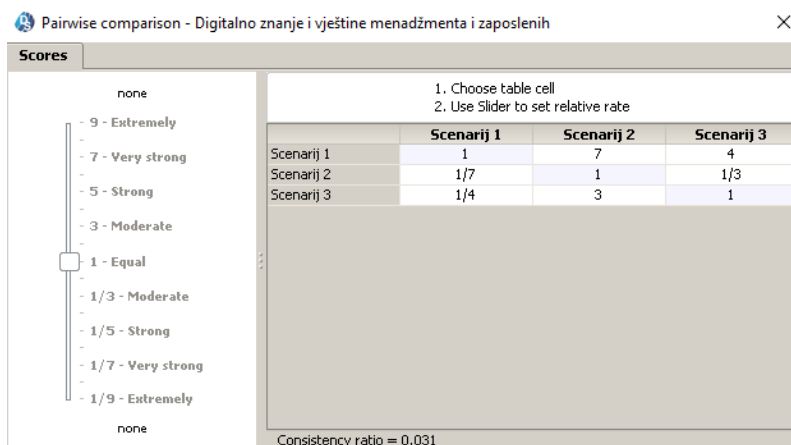 Pairwise comparison - Digitalno znanje i vještine menadžmenta i zaposlenih
Scores
none
9 - Extremely
7 - Very strong
5 - Strong
3 - Moderate
1 - Equal
1/3 - Moderate
1/5 - Strong
1/7 - Very strong
1/9 - Extremely
none
1. Choose table cell
2. Use Slider to set relative rate
Scenarij 1 Scenarij 2 Scenarij 3
Scenarij 1 1 7 4
Scenarij 2 1/7 1 1/3
Scenarij 3 1/4 3 1
Consistency ratio = 0.031